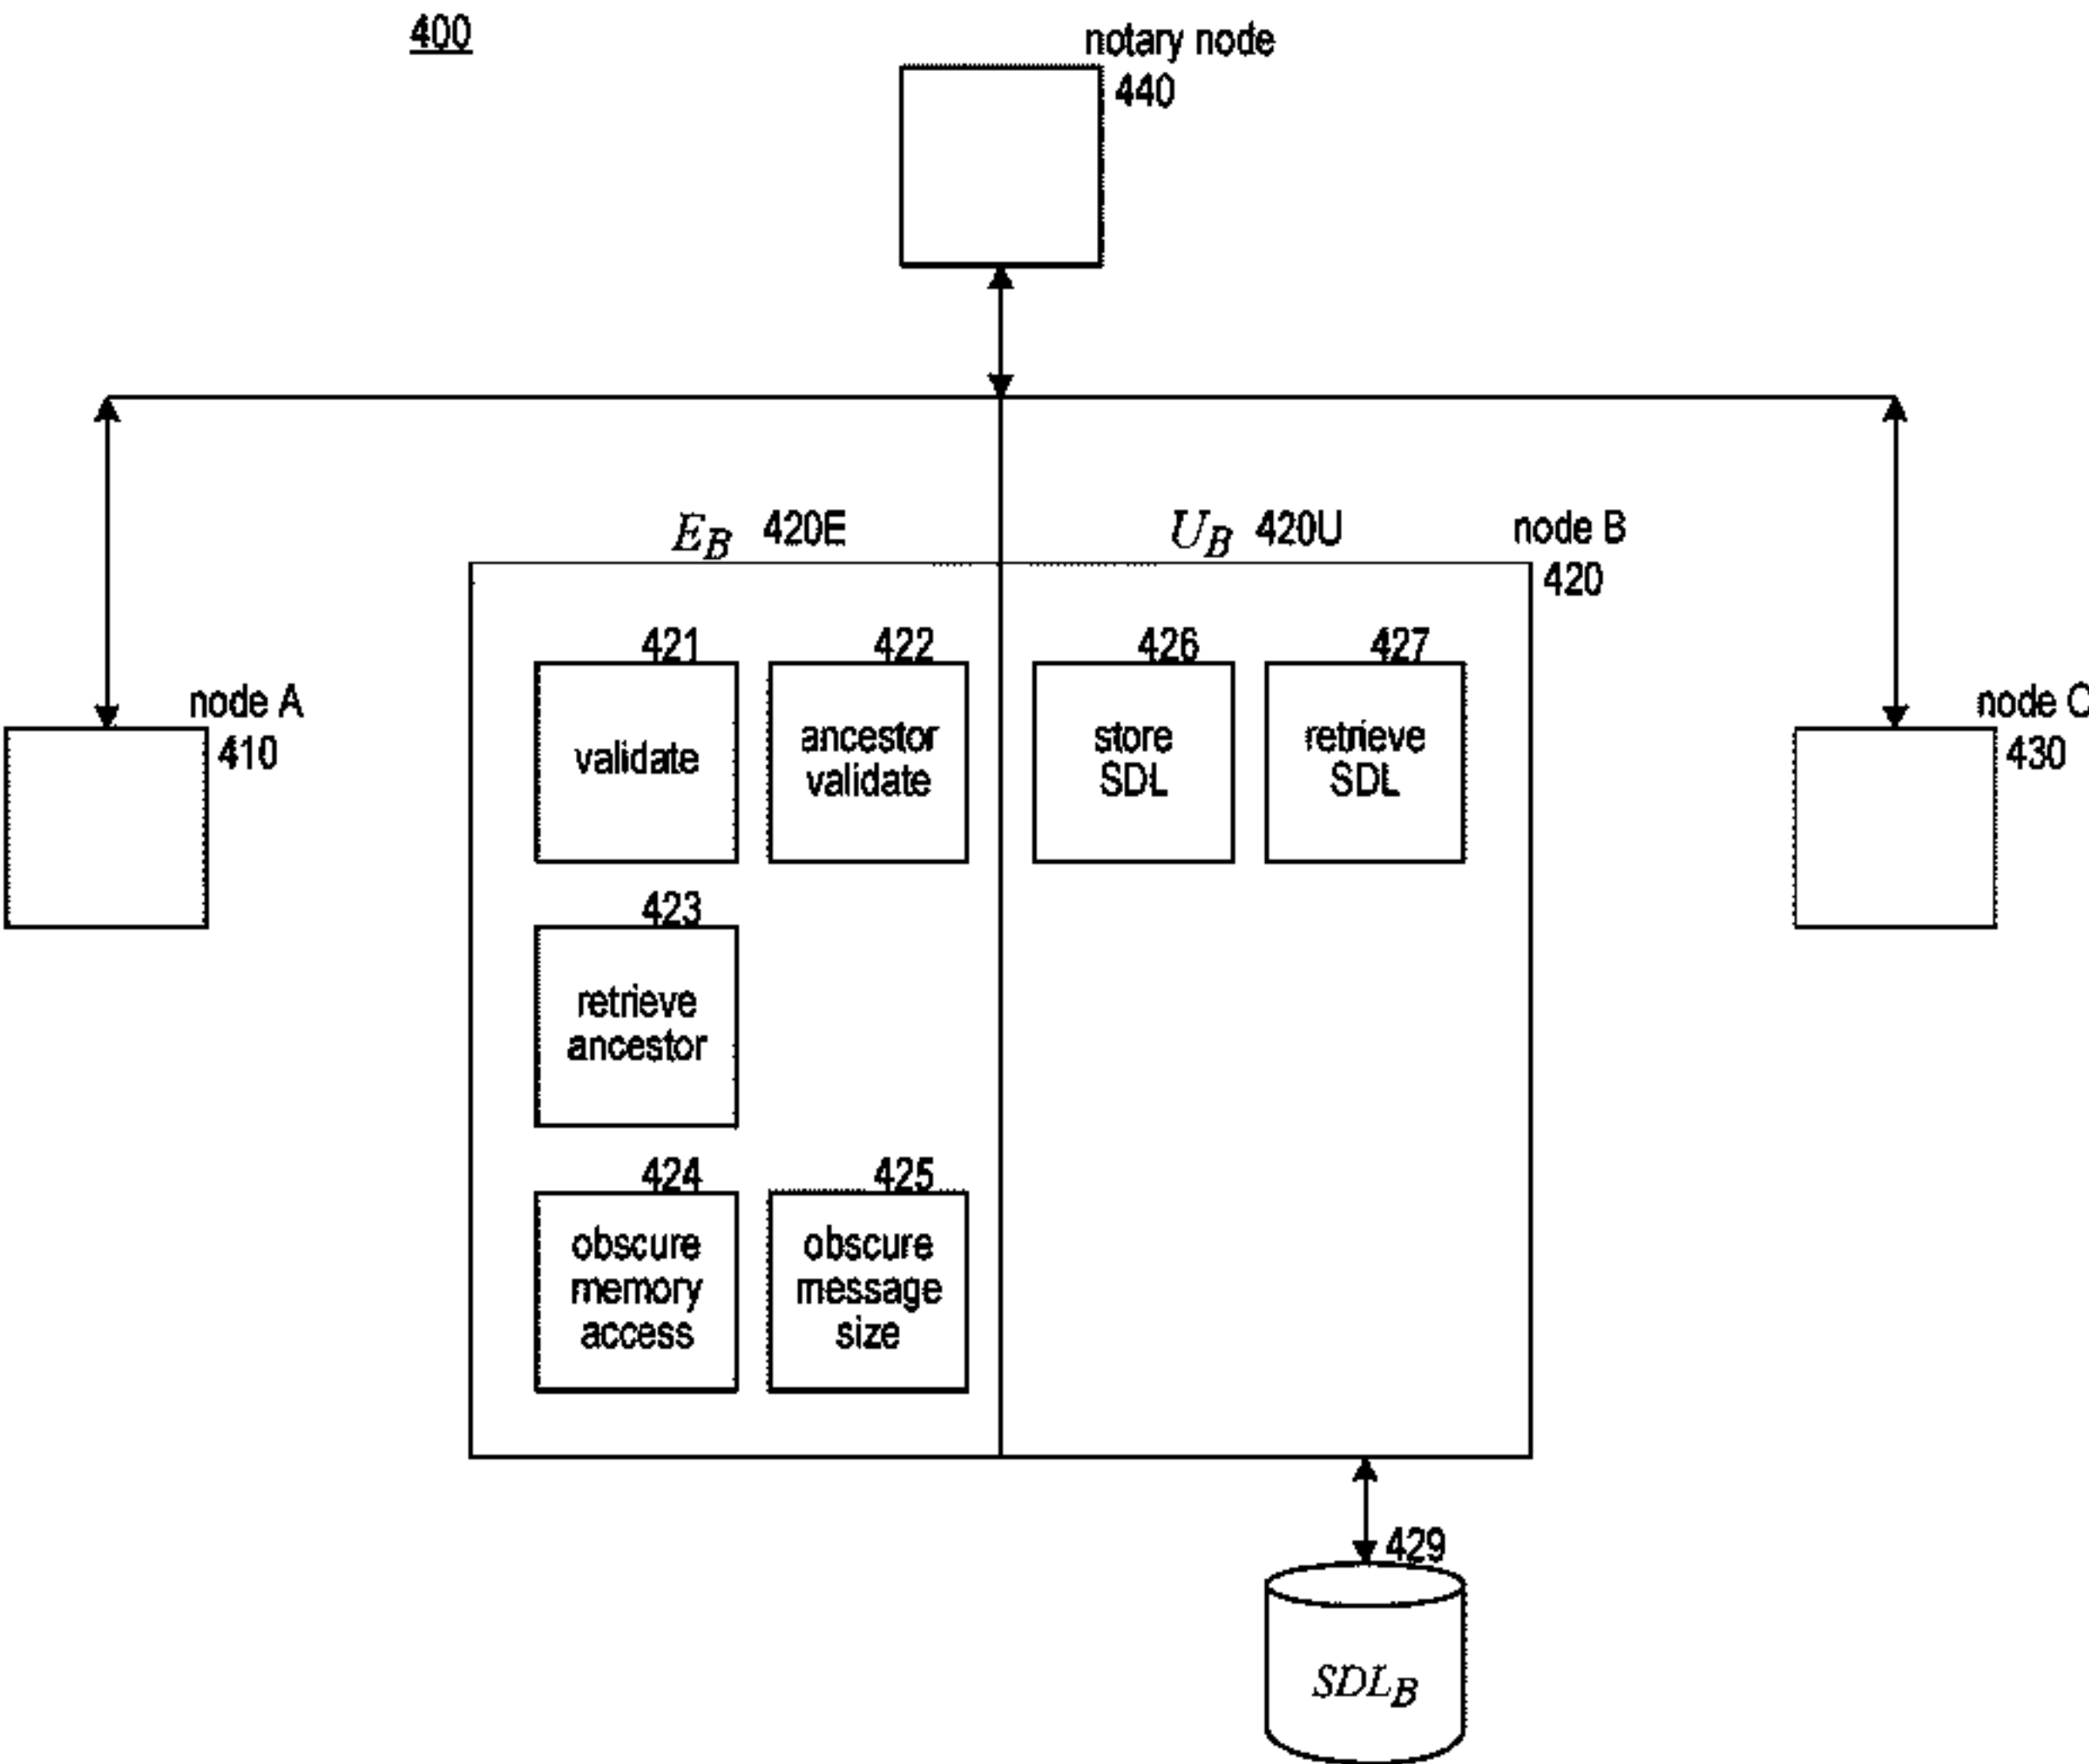 400
notary node
440
E_B 420E
U_B 420U
node B
420
421
validate
422
ancestor
validate
426
store
SDL
427
retrieve
SDL
node A
410
node C
430
423
retrieve
ancestor
424
obscure
memory
access
425
obscure
message
size
429
SDL_B